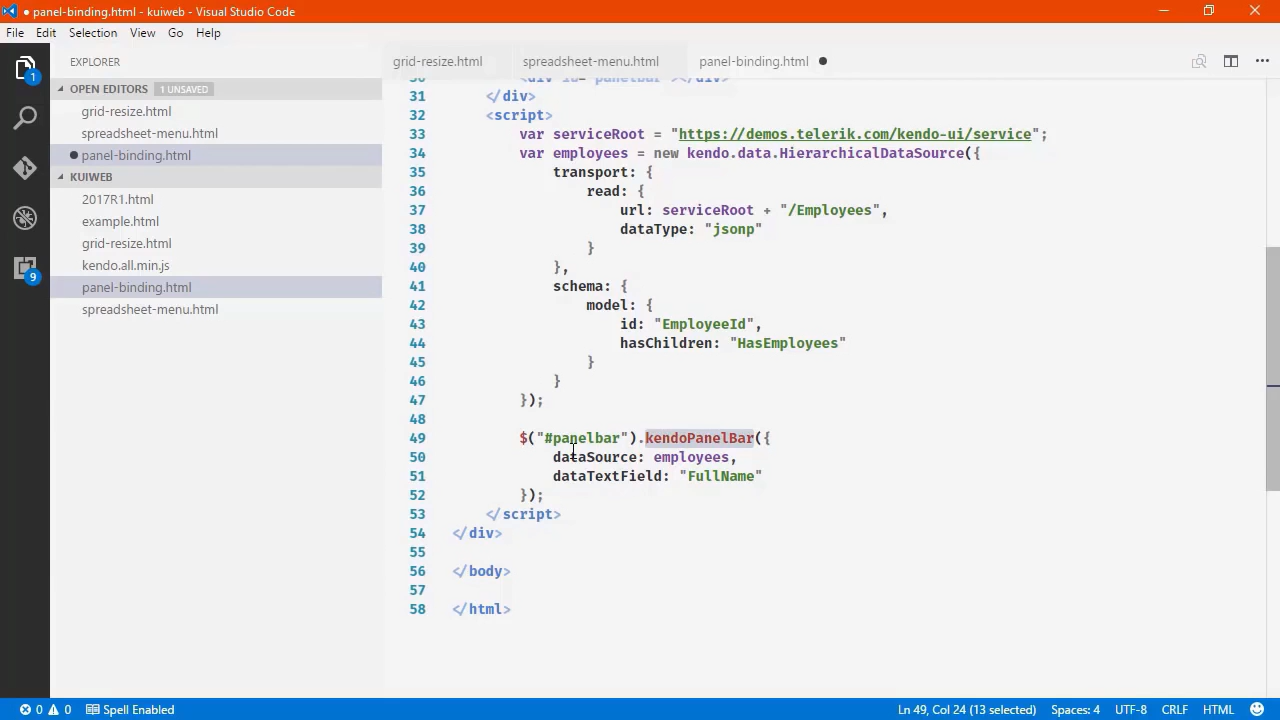 ● panel-binding.html - kuiweb - Visual Studio Code
File Edit Selection View Go Help
EXPLORER
OPEN EDITORS 1 UNSAVED
grid-resize.html
spreadsheet-menu.html
panel-binding.html
KUIWEB
2017R1.html
example.html
grid-resize.html
kendo.all.min.js
panel-binding.html
spreadsheet-menu.html
1
9
grid-resize.html spreadsheet-menu.html panel-binding.html
30 <div id="panelbar"></div>
31 </div>
32 <script>
33 var serviceRoot = "https://demos.telerik.com/kendo-ui/service";
34 var employees = new kendo.data.HierarchicalDataSource({
35 transport: {
36 read: {
37 url: serviceRoot + "/Employees",
38 dataType: "jsonp"
39 }
40 },
41 schema: {
42 model: {
43 id: "EmployeeId",
44 hasChildren: "HasEmployees"
45 }
46 }
47 });
48
49 $("#panelbar").kendoPanelBar({
50 dataSource: employees,
51 dataTextField: "FullName"
52 });
53 </script>
54 </div>
55
56 </body>
57
58 </html>
0 0 Spell Enabled Ln 49, Col 24 (13 selected) Spaces: 4 UTF-8 CRLF HTML